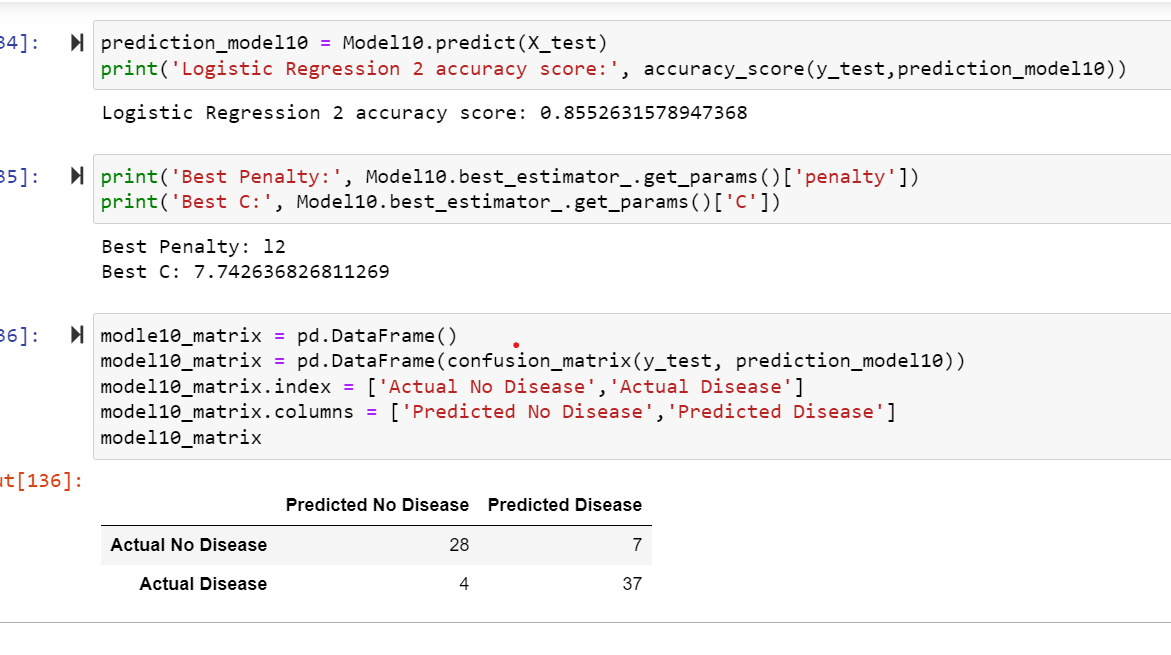 34]:
prediction_model10 = Model10.predict(X_test)
print('Logistic Regression 2 accuracy score:', accuracy_score(y_test,prediction_model10))
Logistic Regression 2 accuracy score: 0.8552631578947368
35]:
print('Best Penalty:', Model10.best_estimator_.get_params()['penalty'])
print('Best C:', Model10.best_estimator_.get_params()['C'])
Best Penalty: l2
Best C: 7.742636826811269
36]:
modle10_matrix = pd.DataFrame()
model10_matrix = pd.DataFrame(confusion_matrix(y_test, prediction_model10))
model10_matrix.index = ['Actual No Disease','Actual Disease']
model10_matrix.columns = ['Predicted No Disease','Predicted Disease']
model10_matrix
ut[136]:
Predicted No Disease Predicted Disease
Actual No Disease 28 7
Actual Disease 4 37